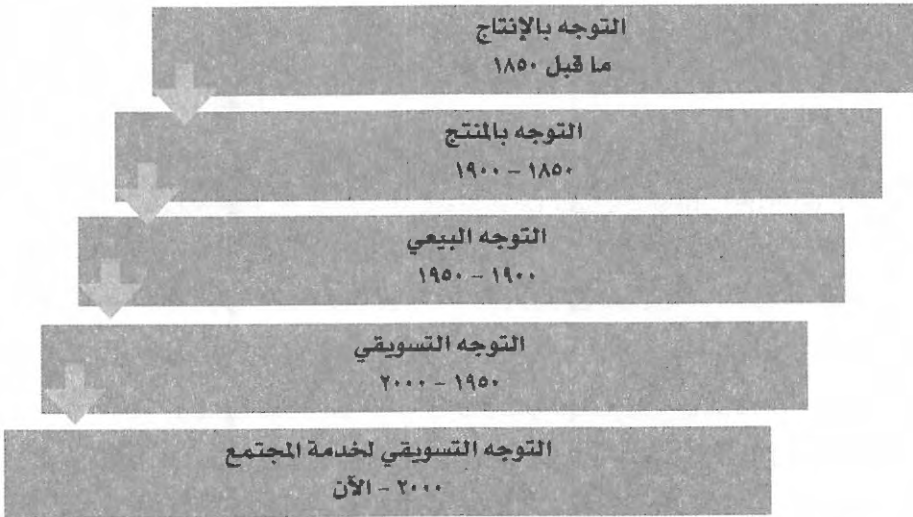 التوجه بالإنتاج
ما قبل ١٨٥٠
التوجه بالمنتج
١٨٥٠ – ١٩٠٠
التوجه البيعي
١٩٠٠ – ١٩٥٠
التوجه التسويقي
١٩٥٠ – ٢٠٠٠
التوجه التسويقي لخدمة المجتمع
٢٠٠٠ – الآن